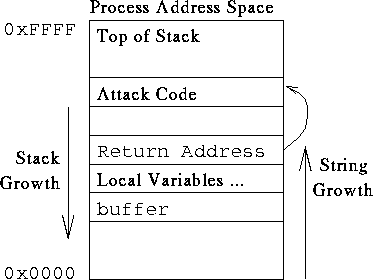 Process Address Space
0xFFFF
Top of Stack
Attack Code
Return Address
Stack
Growth
Local Variables ...
String
Growth
buffer
0x0000